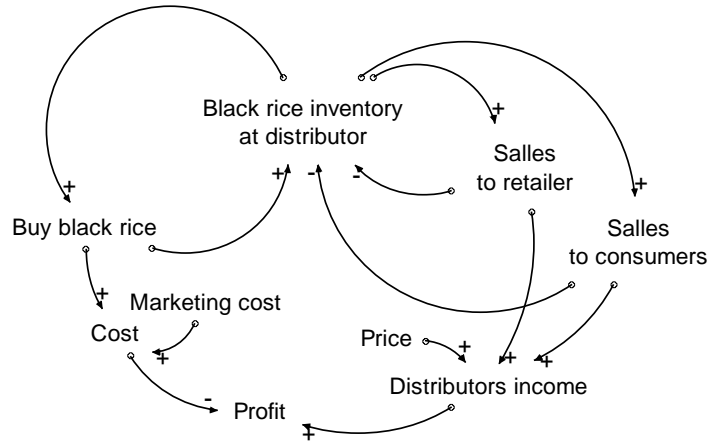 Black rice inventory
at distributor
+
+
-
-
+
Salles
to retailer
+
+
Buy black rice
Salles
to consumers
+
Marketing cost
Cost
+
Price
+
+
+
Distributors income
-
Profit
+